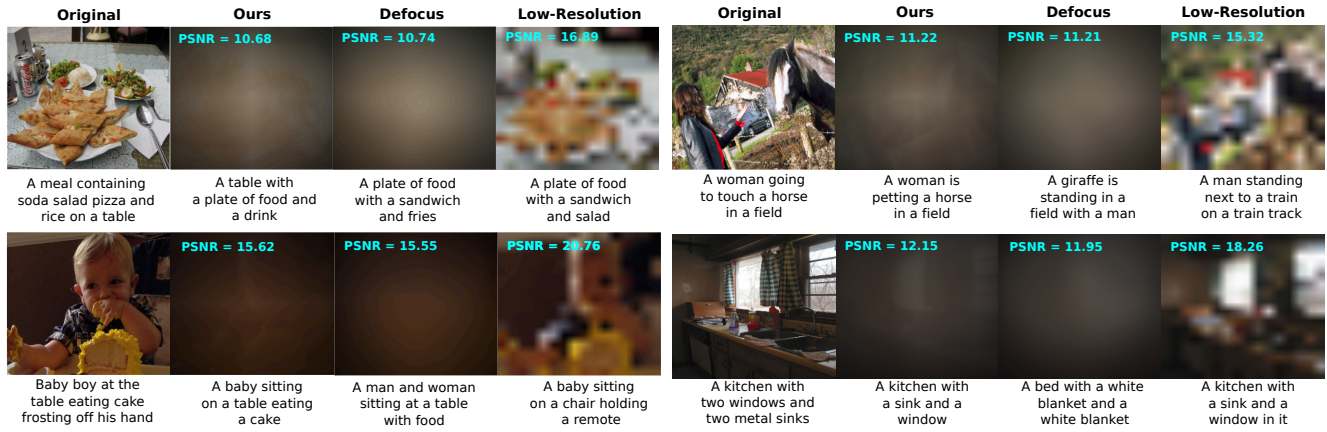 Original Ours Defocus Low-Resolution Original Ours Defocus Low-Resolution
PSNR = 10.68 PSNR = 10.74 PSNR = 16.89 PSNR = 11.22 PSNR = 11.21 PSNR = 15.32
A meal containing
soda salad pizza and
rice on a table
A table with
a plate of food and
a drink
A plate of food
with a sandwich
and fries
A plate of food
with a sandwich
and salad
A woman going
to touch a horse
in a field
A woman is
petting a horse
in a field
A giraffe is
standing in a
field with a man
A man standing
next to a train
on a train track
PSNR = 15.62 PSNR = 15.55 PSNR = 20.76 PSNR = 12.15 PSNR = 11.95 PSNR = 18.26
Baby boy at the
table eating cake
frosting off his hand
A baby sitting
on a table eating
a cake
A man and woman
sitting at a table
with food
A baby sitting
on a chair holding
a remote
A kitchen with
two windows and
two metal sinks
A kitchen with
a sink and a
window
A bed with a white
blanket and a
white blanket
A kitchen with
a sink and a
window in it